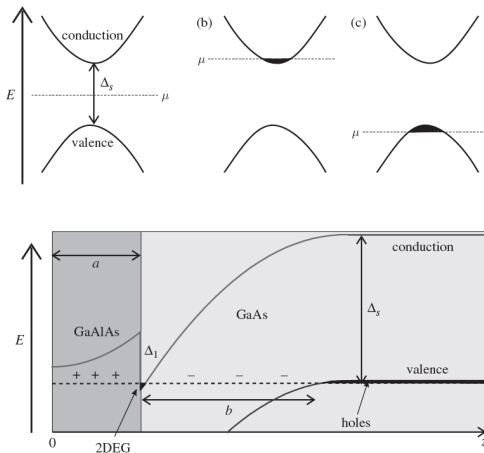 (b)
(c)
conduction
μ
E
Δs
μ
μ
valence
a
conduction
GaAs
Δs
GaAlAs
E
Δ1
+ + +
– – –
valence
b
holes
0
2DEG